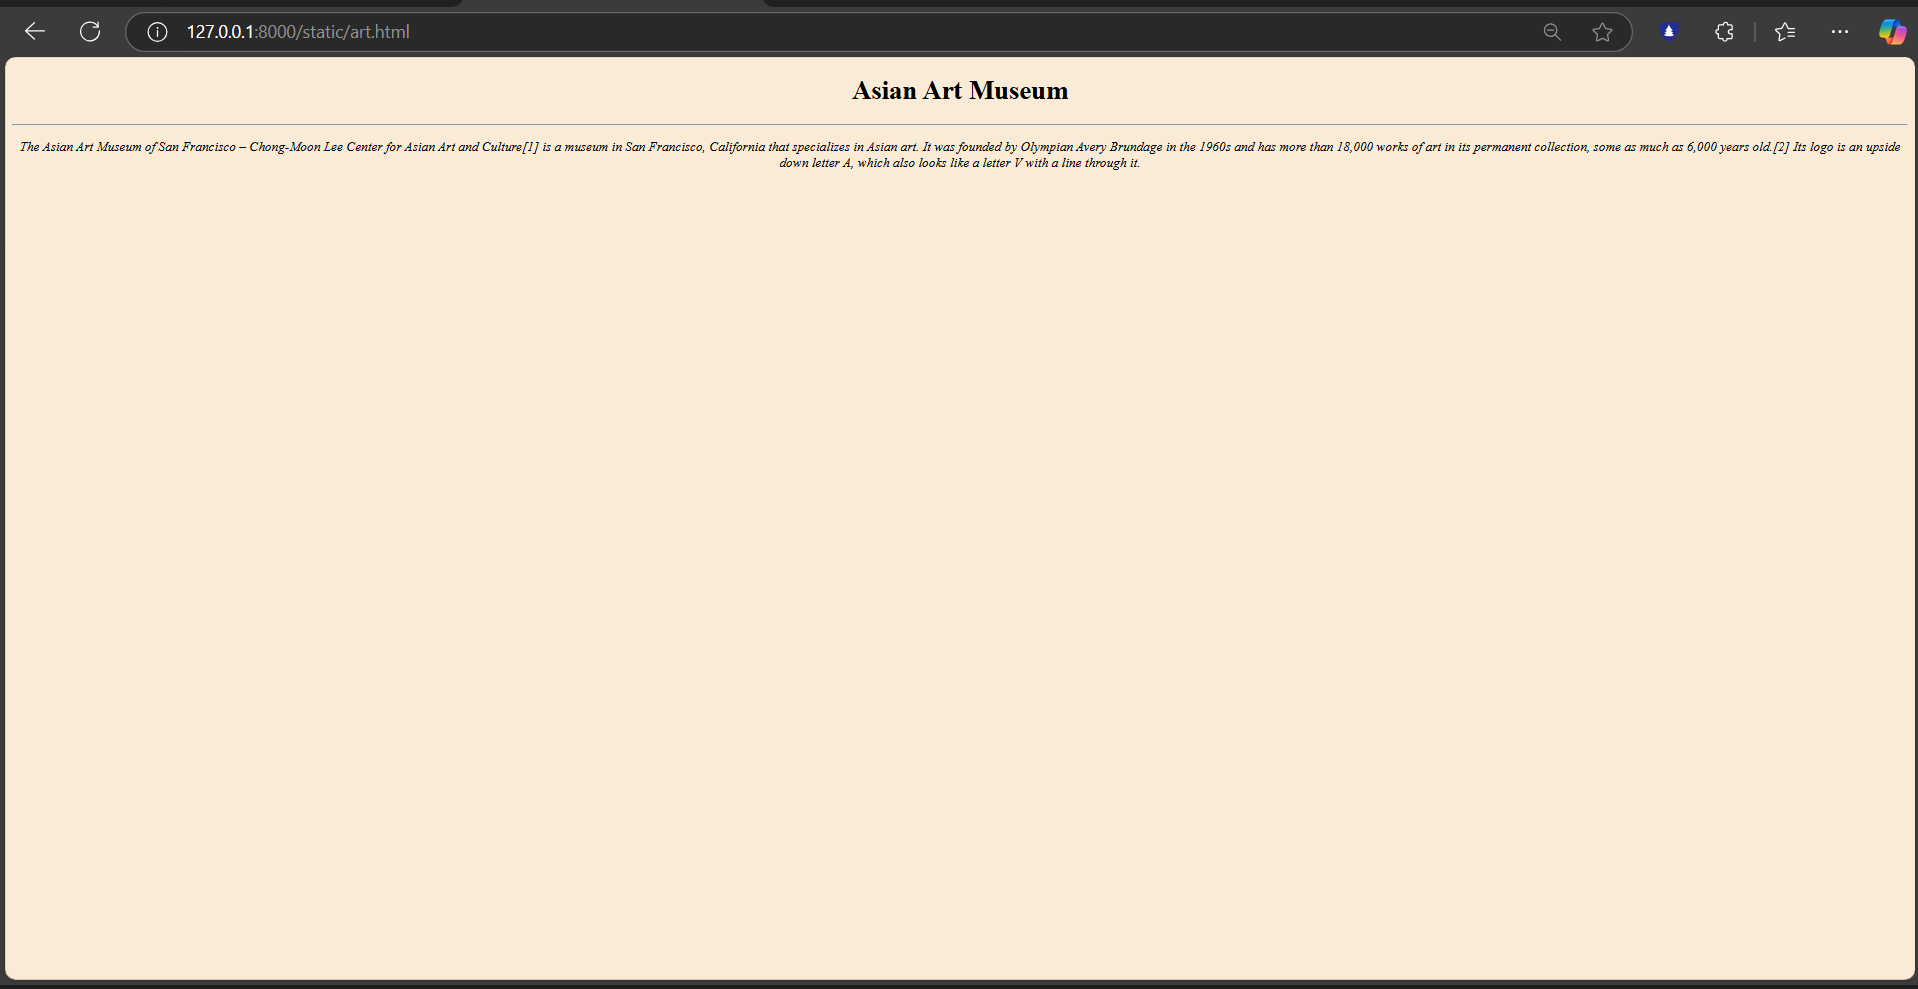 127.0.0.1:8000/static/art.html
Asian Art Museum
The Asian Art Museum of San Francisco – Chong-Moon Lee Center for Asian Art and Culture[1] is a museum in San Francisco, California that specializes in Asian art. It was founded by Olympian Avery Brundage in the 1960s and has more than 18,000 works of art in its permanent collection, some as much as 6,000 years old.[2] Its logo is an upside
down letter A, which also looks like a letter V with a line through it.